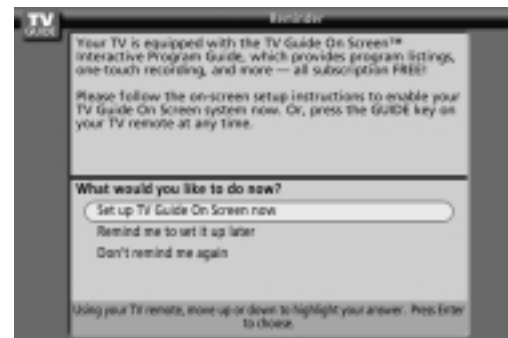 TV
GUIDE
Reminder
Your TV is equipped with the TV Guide On Screen™
Interactive Program Guide, which provides program listings,
one-touch recording, and more — all subscription FREE!
Please follow the on-screen setup instructions to enable your
TV Guide On Screen system now. Or, press the GUIDE key on
your TV remote at any time.
What would you like to do now?
Set up TV Guide On Screen now
Remind me to set it up later
Don't remind me again
Using your TV remote, move up or down to highlight your answer. Press Enter
to choose.